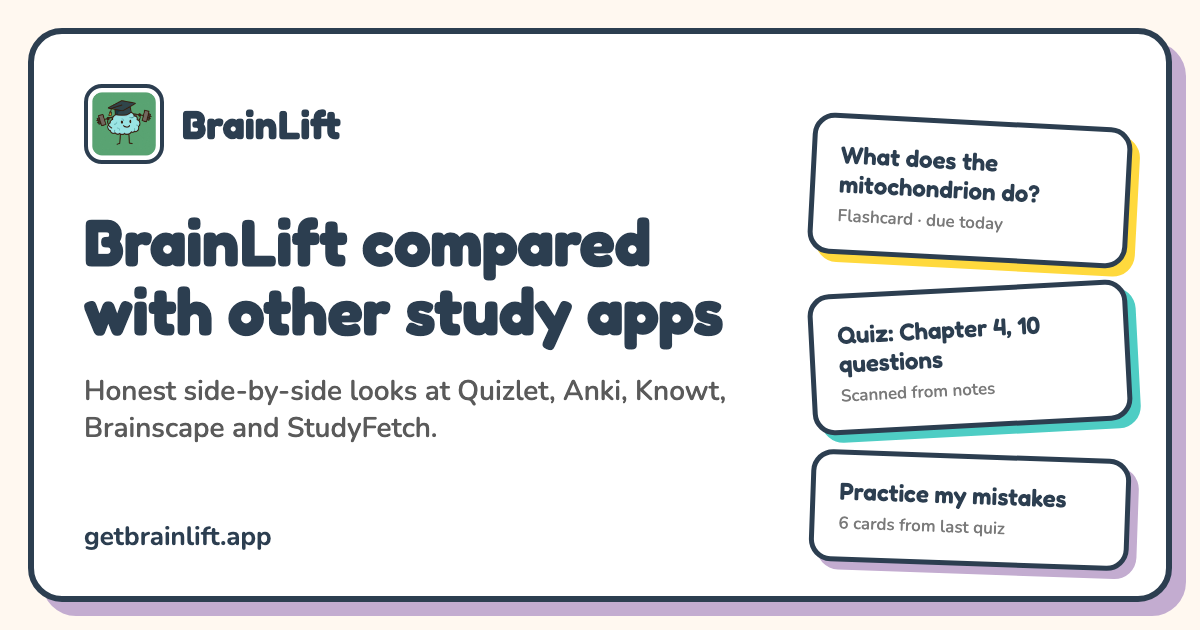 BrainLift
BrainLift compared
with other study apps
Honest side-by-side looks at Quizlet, Anki, Knowt,
Brainscape and StudyFetch.
getbrainlift.app
What does the
mitochondrion do?
Flashcard · due today
Quiz: Chapter 4, 10
questions
Scanned from notes
Practice my mistakes
6 cards from last quiz